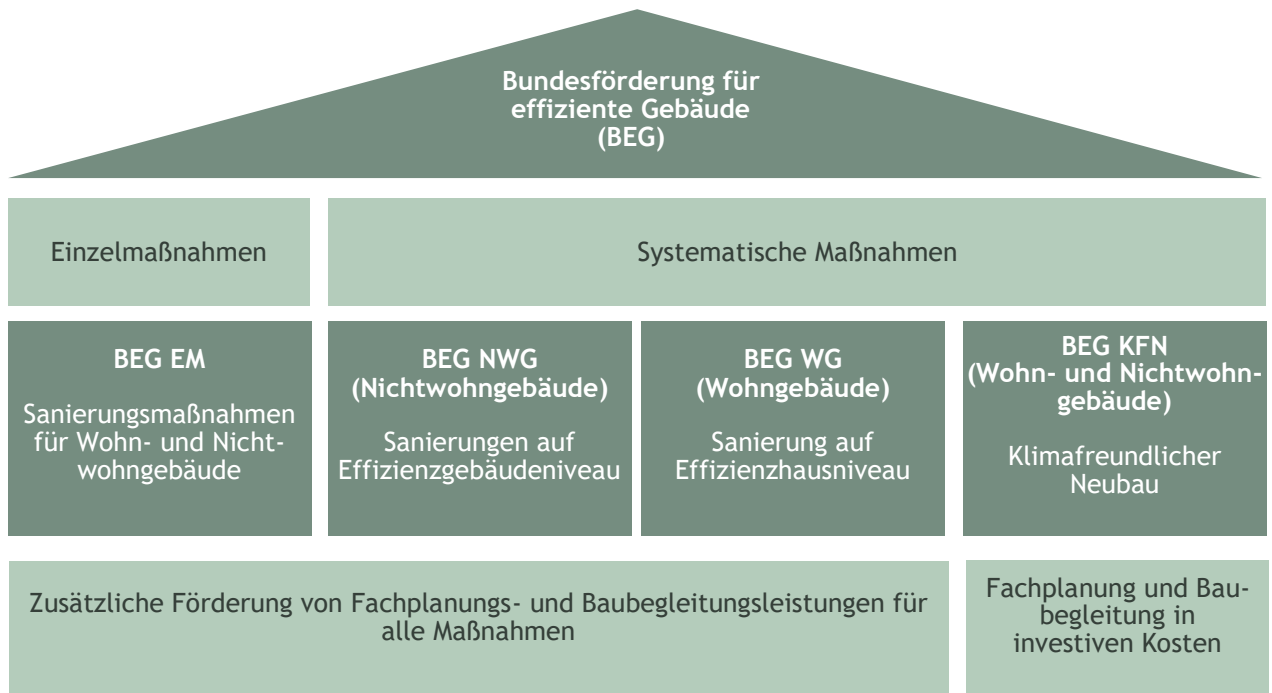 Bundesförderung für
effiziente Gebäude
(BEG)
Einzelmaßnahmen
Systematische Maßnahmen
BEG EM
Sanierungsmaßnahmen
für Wohn- und Nicht-
wohngebäude
BEG NWG
(Nichtwohngebäude)
Sanierungen auf
Effizienzgebäudeniveau
BEG WG
(Wohngebäude)
Sanierung auf
Effizienzhausniveau
BEG KFN
(Wohn- und Nichtwohn-
gebäude)
Klimafreundlicher
Neubau
Zusätzliche Förderung von Fachplanungs- und Baubegleitungsleistungen für
alle Maßnahmen
Fachplanung und Bau-
begleitung in
investiven Kosten